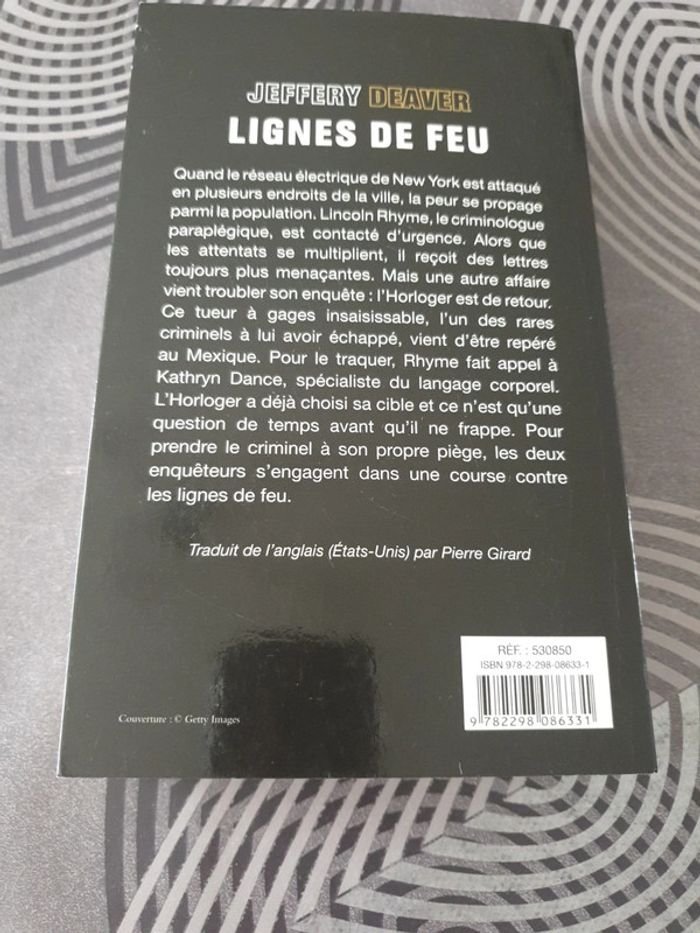 JEFFERY DEAVER
LIGNES DE FEU
Quand le réseau électrique de New York est attaqué
en plusieurs endroits de la ville, la peur se propage
parmi la population. Lincoln Rhyme, le criminologue
paraplégique, est contacté d'urgence. Alors que
les attentats se multiplient, il reçoit des lettres
toujours plus menaçantes. Mais une autre affaire
vient troubler son enquête : l'Horloger est de retour.
Ce tueur à gages insaisissable, l'un des rares
criminels à lui avoir échappé, vient d'être repéré
au Mexique. Pour le traquer, Rhyme fait appel à
Kathryn Dance, spécialiste du langage corporel.
L'Horloger a déjà choisi sa cible et ce n'est qu'une
question de temps avant qu'il ne frappe. Pour
prendre le criminel à son propre piège, les deux
enquêteurs s'engagent dans une course contre
les lignes de feu.
Traduit de l'anglais (États-Unis) par Pierre Girard
RÉF. : 530850
ISBN 978-2-298-08633-1
9 782298 086331
Couverture : © Getty Images